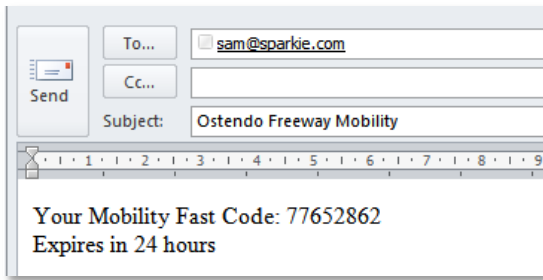 To... sam@sparkie.com
Send
Cc...
Subject: Ostendo Freeway Mobility
1 2 3 4 5 6 7 8 9
Your Mobility Fast Code: 77652862
Expires in 24 hours